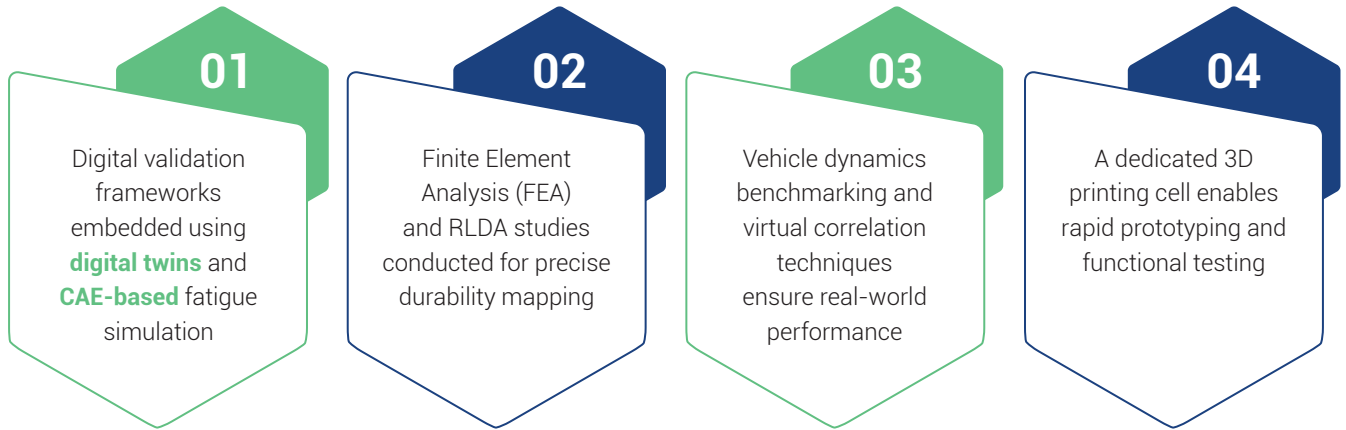 01
Digital validation
frameworks
embedded using
digital twins and
CAE-based fatigue
simulation
02
Finite Element
Analysis (FEA)
and RLDA studies
conducted for precise
durability mapping
03
Vehicle dynamics
benchmarking and
virtual correlation
techniques
ensure real-world
performance
04
A dedicated 3D
printing cell enables
rapid prototyping and
functional testing